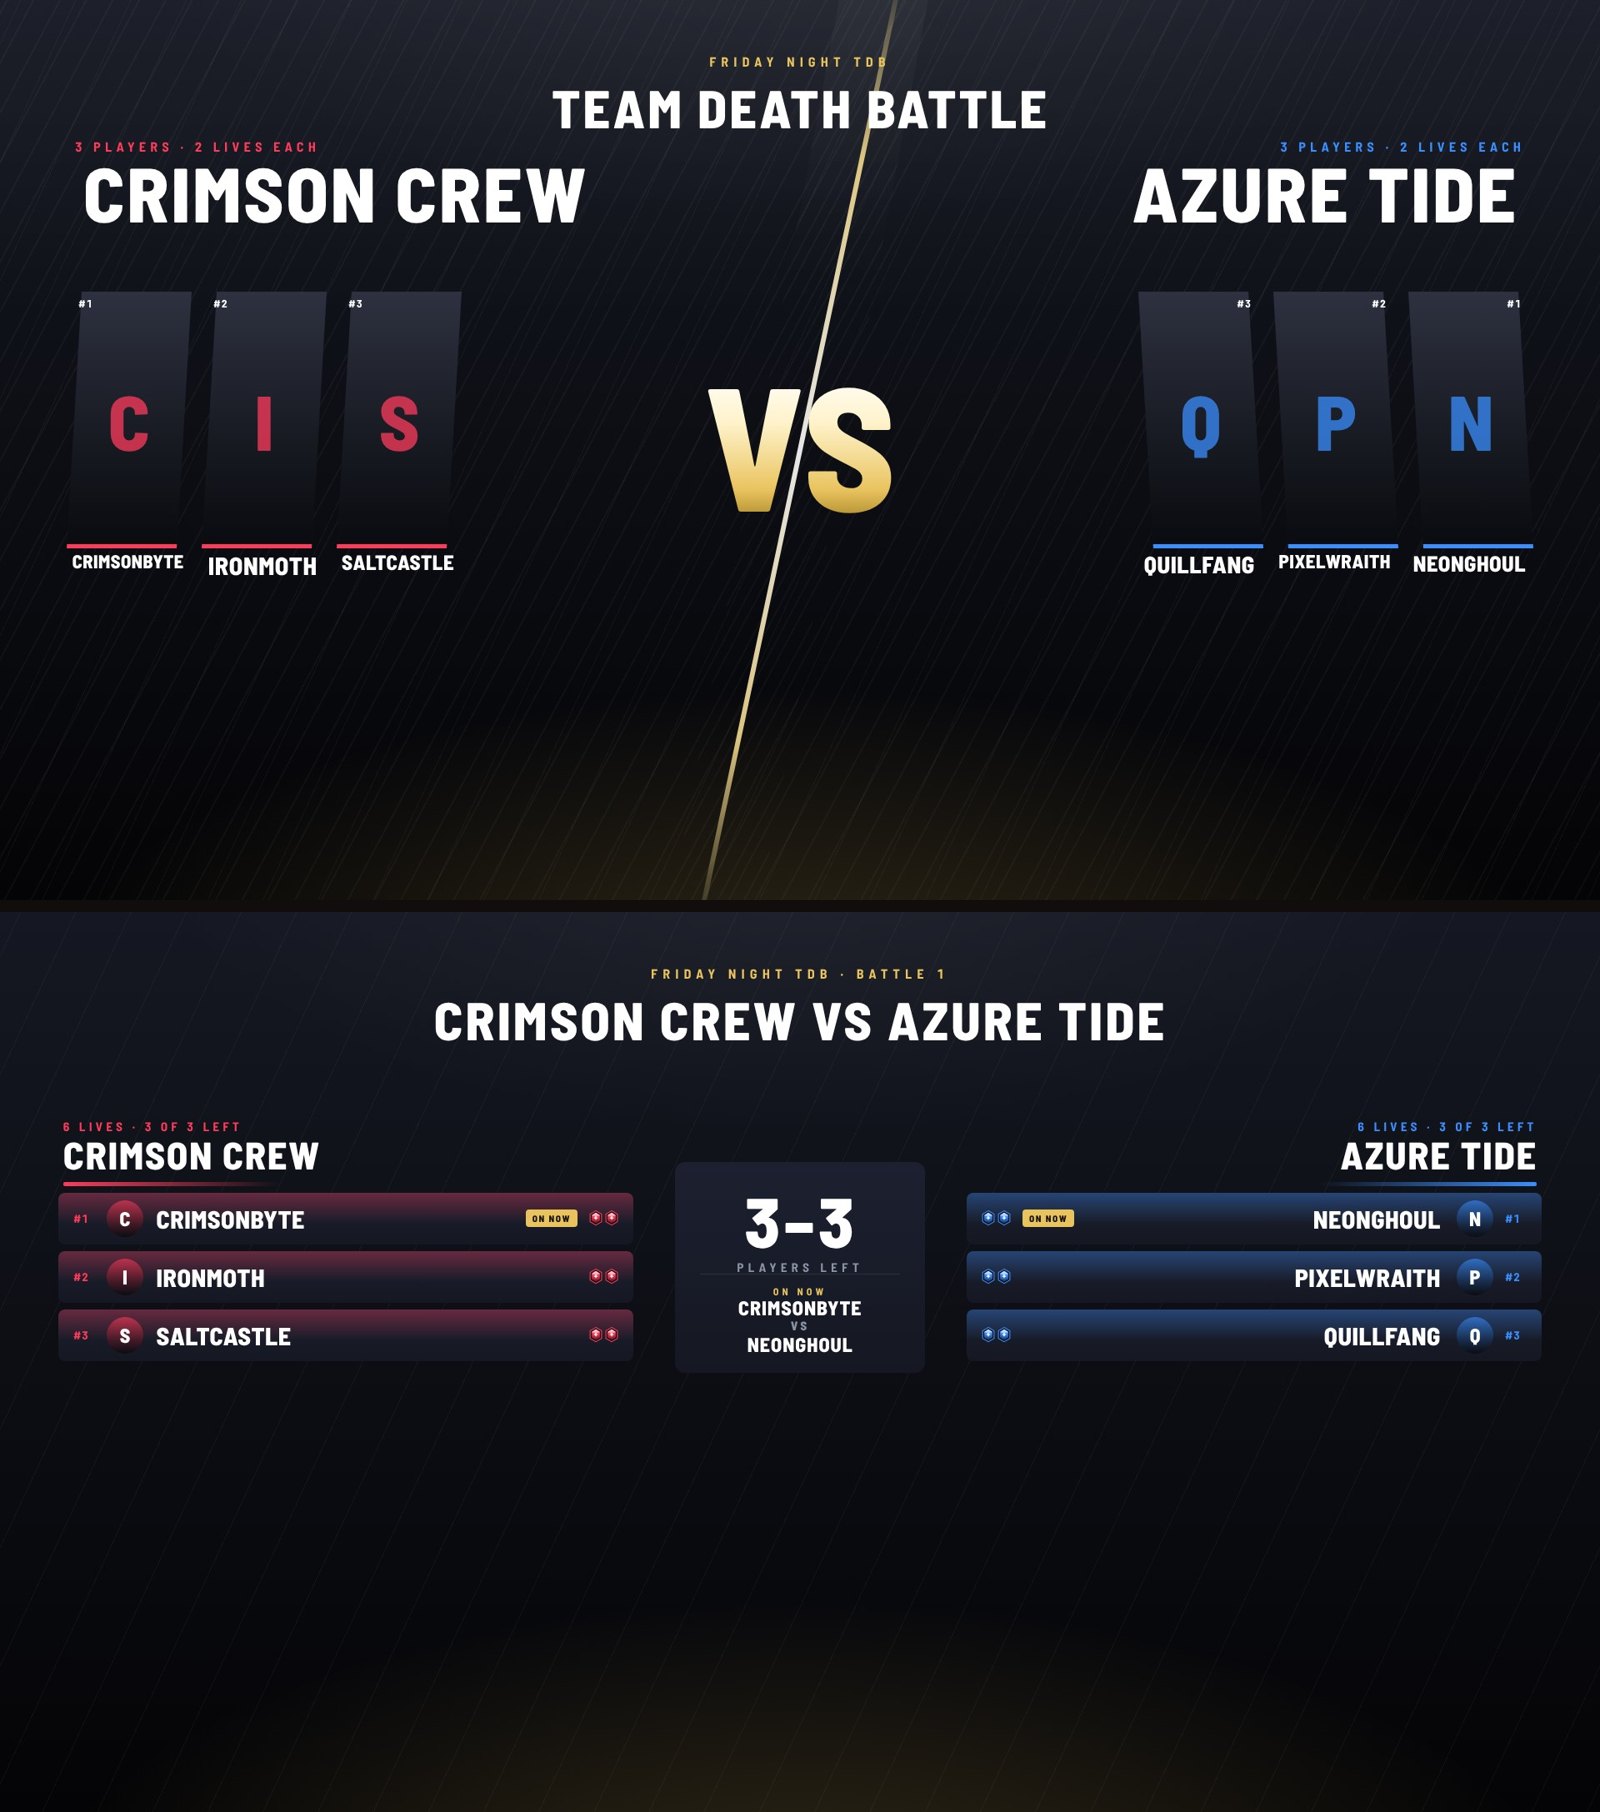 FRIDAY NIGHT TDB
TEAM DEATH BATTLE
3 PLAYERS · 2 LIVES EACH
CRIMSON CREW
3 PLAYERS · 2 LIVES EACH
AZURE TIDE
#1
#2
#3
#3
#2
#1
C
I
S
VS
Q
P
N
CRIMSONBYTE
IRONMOTH
SALTCASTLE
QUILLFANG
PIXELWRAITH
NEONGHOUL
FRIDAY NIGHT TDB · BATTLE 1
CRIMSON CREW VS AZURE TIDE
6 LIVES · 3 OF 3 LEFT
CRIMSON CREW
#1 C CRIMSONBYTE ON NOW
#2 I IRONMOTH
#3 S SALTCASTLE
3–3
PLAYERS LEFT
ON NOW
CRIMSONBYTE
VS
NEONGHOUL
6 LIVES · 3 OF 3 LEFT
AZURE TIDE
ON NOW NEONGHOUL N #1
PIXELWRAITH P #2
QUILLFANG Q #3